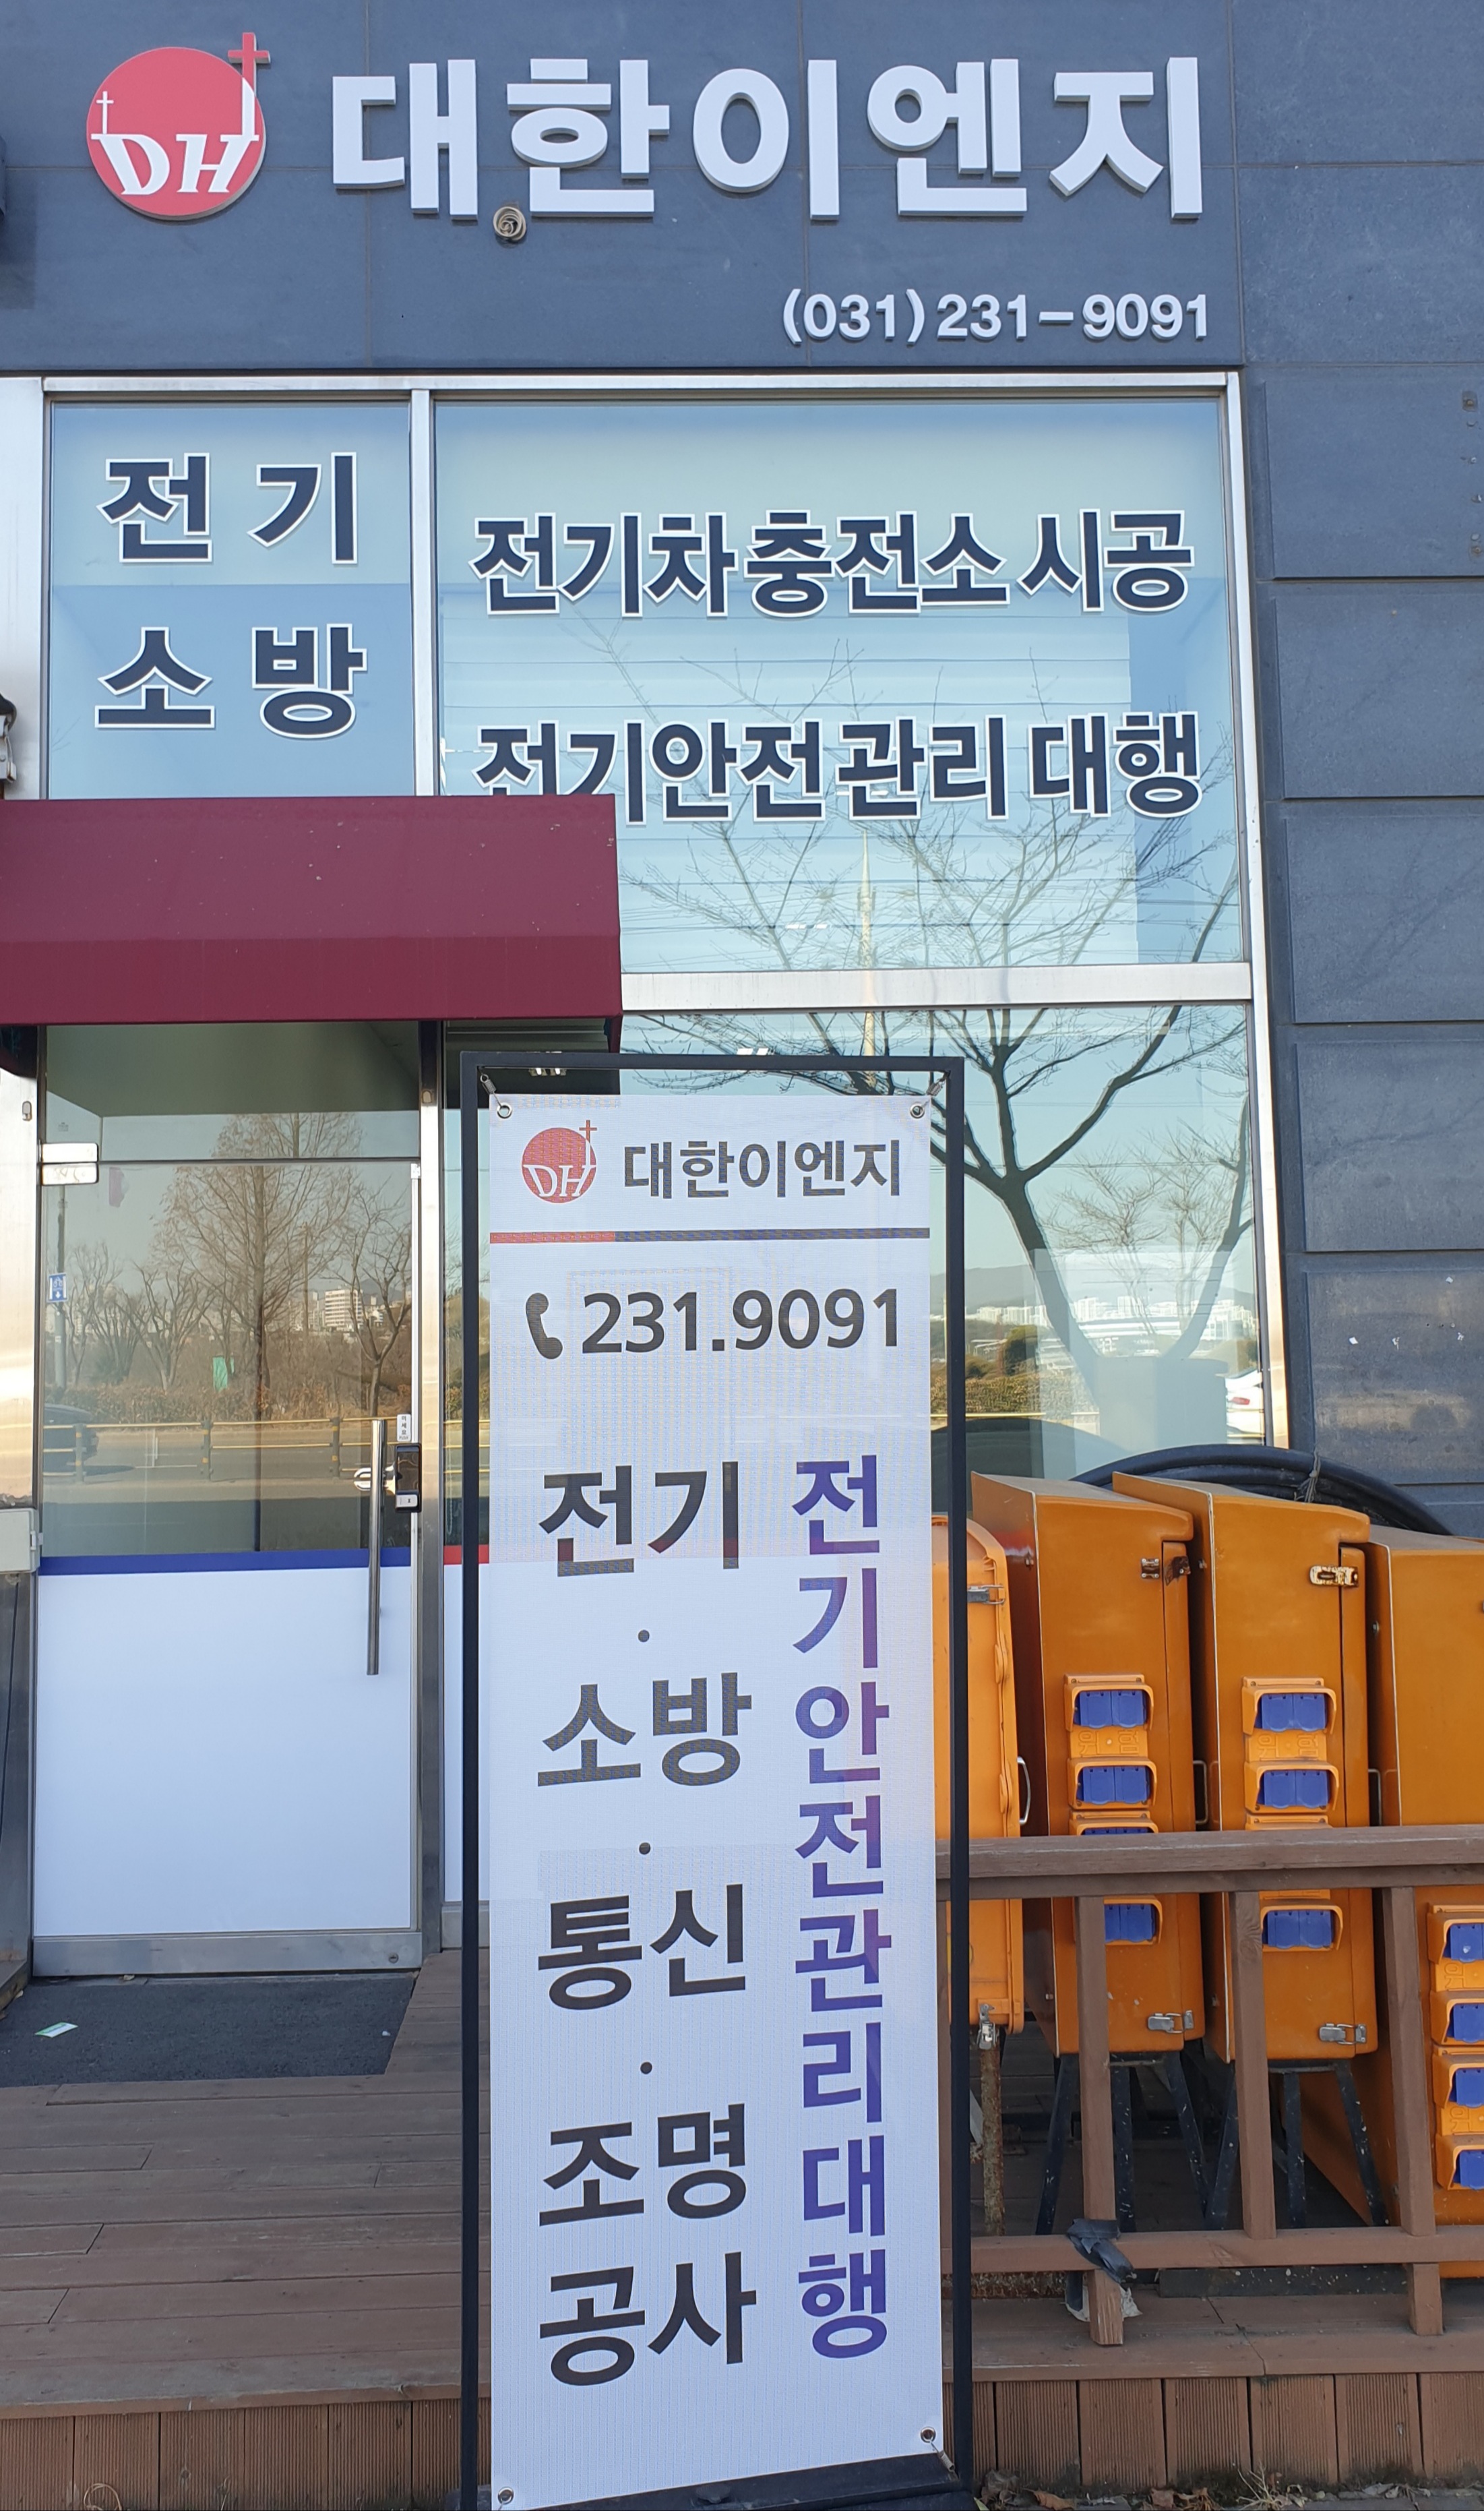 DH 대한이엔지
(031)231-9091
전기
소방
전기차 충전소 시공
전기안전관리 대행
DH 대한이엔지
231.9091
전기
·
소방
·
통신
·
조명
공사
전기안전관리대행